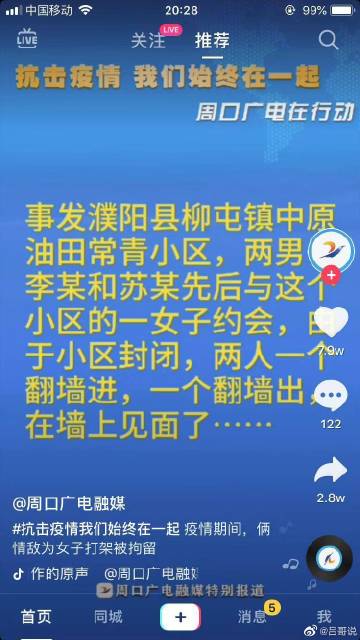 中国移动
20:28
99%
LIVE
关注
LIVE
推荐
抗击疫情 我们始终在一起
周口广电在行动
事发濮阳县柳屯镇中原
油田常青小区，两男
李某和苏某先后与这个
小区的一女子约会，由
于小区封闭，两人一个
翻墙进，一个翻墙出，
在墙上见面了……
7.9w
122
2.8w
@周口广电融媒
#抗击疫情我们始终在一起 疫情期间，俩
情敌为女子打架被拘留
作的原声 @周口广电融媒
周口广电融媒特别报道
首页
同城
消息
5
我
@吕哥说